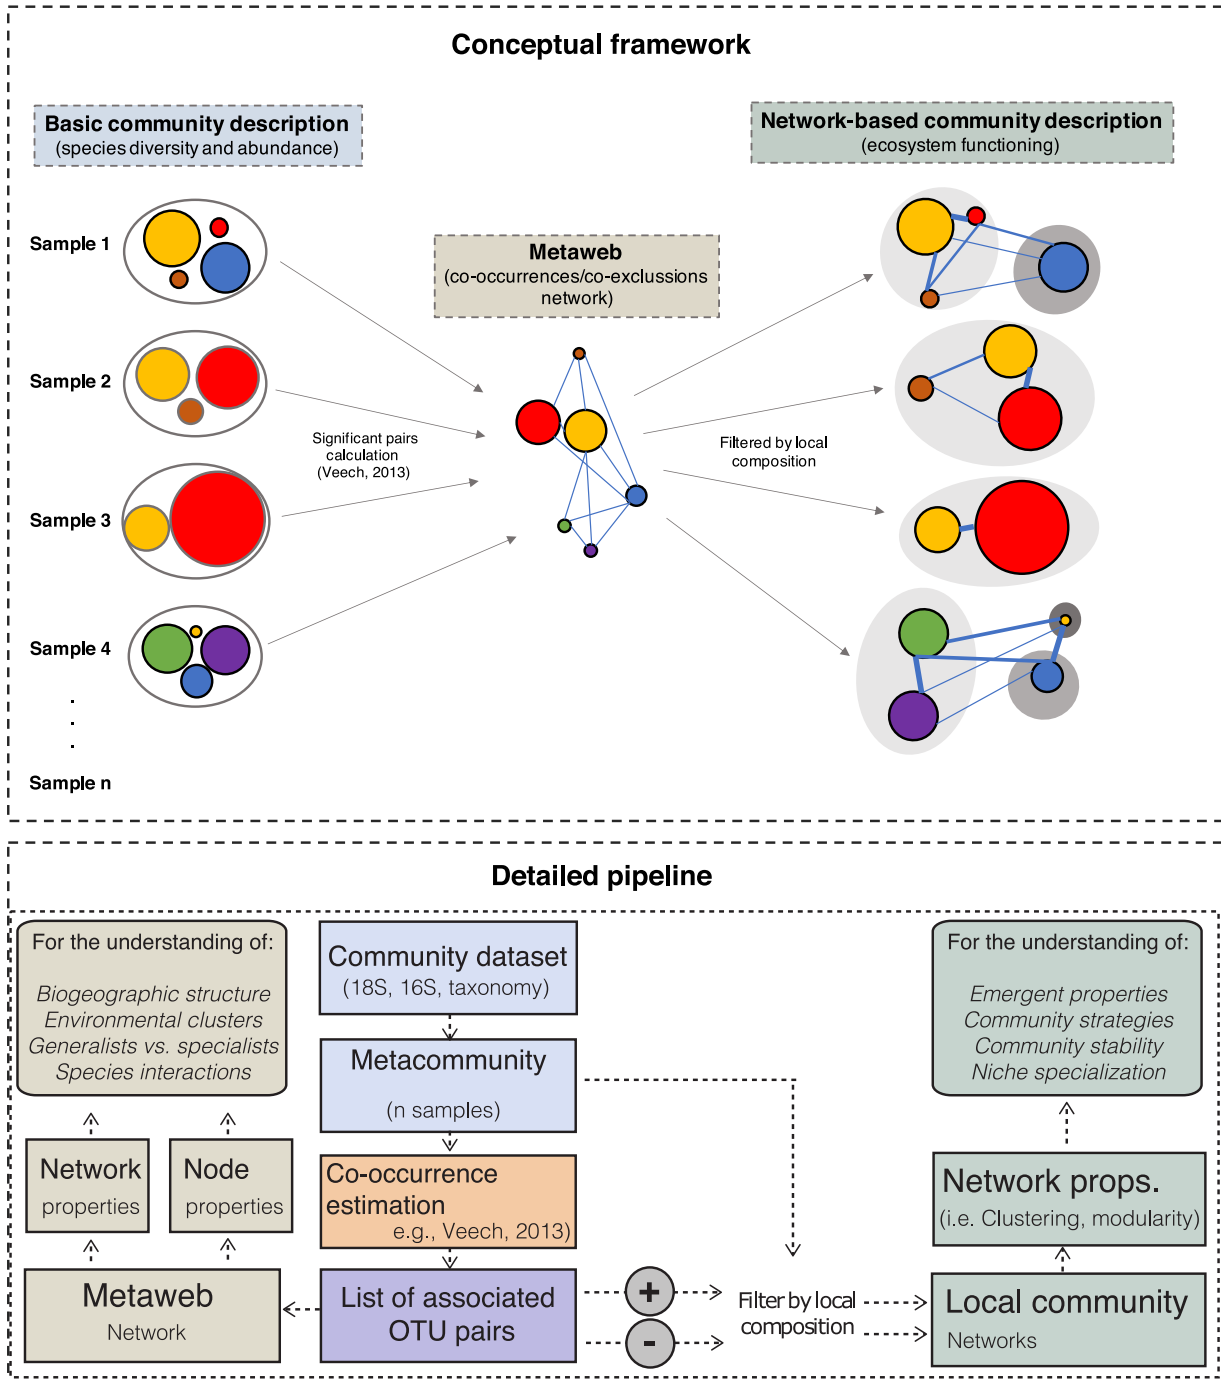 Conceptual framework
Basic community description
(species diversity and abundance)
Network-based community description
(ecosystem functioning)
Metaweb
(co-occurrences/co-exclussions
network)
Sample 1
Sample 2
Sample 3
Sample 4
.
.
.
Sample n
Significant pairs
calculation
(Veech, 2013)
Filtered by local
composition
Detailed pipeline
For the understanding of:
Biogeographic structure
Environmental clusters
Generalists vs. specialists
Species interactions
Network
properties
Node
properties
Metaweb
Network
Community dataset
(18S, 16S, taxonomy)
Metacommunity
(n samples)
Co-occurrence
estimation
e.g., Veech, 2013)
List of associated
OTU pairs
+
-
Filter by local
composition
For the understanding of:
Emergent properties
Community strategies
Community stability
Niche specialization
Network props.
(i.e. Clustering, modularity)
Local community
Networks